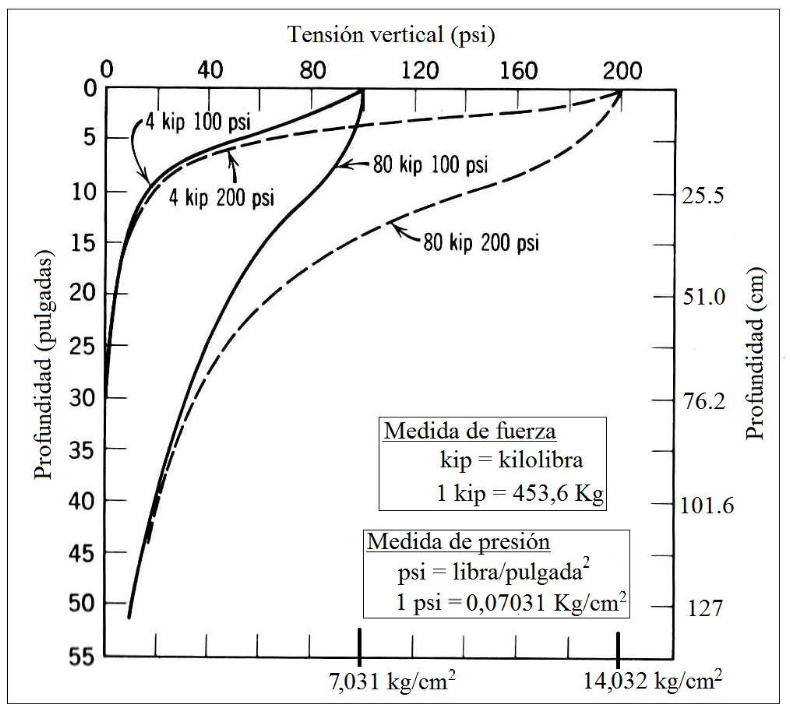 Tensión vertical (psi)
0 40 80 120 160 200
0
5
10
15
20
25
30
35
40
45
50
55
Profundidad (pulgadas)
4 kip 100 psi
4 kip 200 psi
80 kip 100 psi
80 kip 200 psi
25.5
51.0
76.2
101.6
127
Profundidad (cm)
Medida de fuerza
kip = kilolibra
1 kip = 453,6 Kg
Medida de presión
psi = libra/pulgada²
1 psi = 0,07031 Kg/cm²
7,031 kg/cm² 14,032 kg/cm²